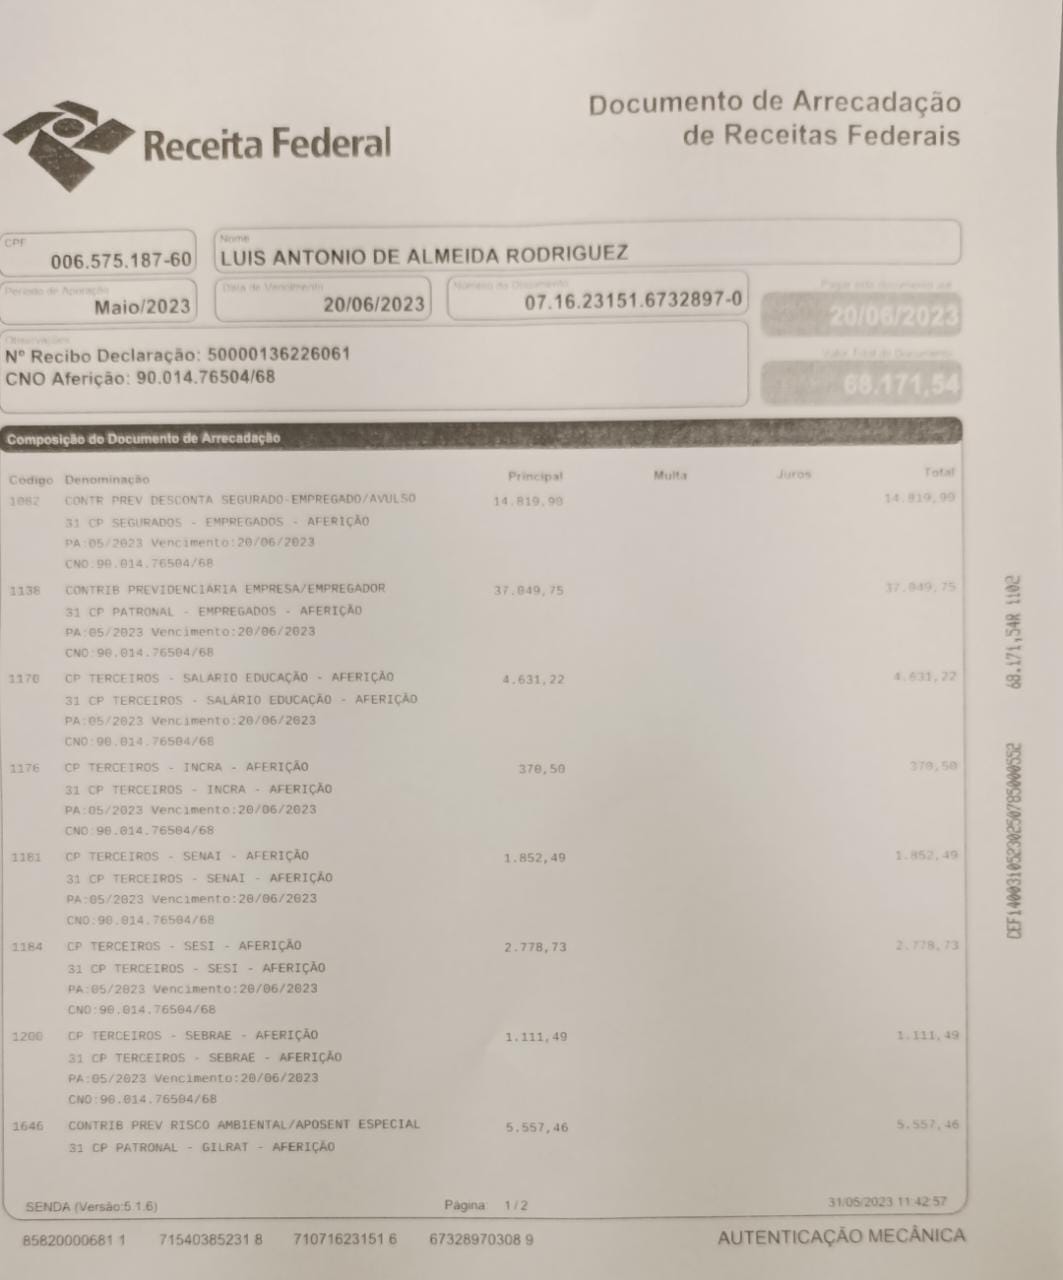 Receita Federal
Documento de Arrecadação
de Receitas Federais
CPF
006.575.187-60
Nome
LUIS ANTONIO DE ALMEIDA RODRIGUEZ
Período de Apuração
Maio/2023
Data de Vencimento
20/06/2023
Número do Documento
07.16.23151.6732897-0
Pagar este documento até
20/06/2023
Observações
Nº Recibo Declaração: 50000136226061
CNO Aferição: 90.014.76504/68
Valor Total do Documento
68.171,54
Composição do Documento de Arrecadação
Código Denominação Principal Multa Juros Total
1082 CONTR PREV DESCONTA SEGURADO-EMPREGADO/AVULSO 14.819,90 14.819,90
31 CP SEGURADOS - EMPREGADOS - AFERIÇÃO
PA:05/2023 Vencimento:20/06/2023
CNO:90.014.76504/68
1138 CONTRIB PREVIDENCIÁRIA EMPRESA/EMPREGADOR 37.049,75 37.049,75
31 CP PATRONAL - EMPREGADOS - AFERIÇÃO
PA:05/2023 Vencimento:20/06/2023
CNO:90.014.76504/68
1170 CP TERCEIROS - SALÁRIO EDUCAÇÃO - AFERIÇÃO 4.631,22 4.631,22
31 CP TERCEIROS - SALÁRIO EDUCAÇÃO - AFERIÇÃO
PA:05/2023 Vencimento:20/06/2023
CNO:90.014.76504/68
1176 CP TERCEIROS - INCRA - AFERIÇÃO 370,50 370,50
31 CP TERCEIROS - INCRA - AFERIÇÃO
PA:05/2023 Vencimento:20/06/2023
CNO:90.014.76504/68
1181 CP TERCEIROS - SENAI - AFERIÇÃO 1.852,49 1.852,49
31 CP TERCEIROS - SENAI - AFERIÇÃO
PA:05/2023 Vencimento:20/06/2023
CNO:90.014.76504/68
1184 CP TERCEIROS - SESI - AFERIÇÃO 2.778,73 2.778,73
31 CP TERCEIROS - SESI - AFERIÇÃO
PA:05/2023 Vencimento:20/06/2023
CNO:90.014.76504/68
1200 CP TERCEIROS - SEBRAE - AFERIÇÃO 1.111,49 1.111,49
31 CP TERCEIROS - SEBRAE - AFERIÇÃO
PA:05/2023 Vencimento:20/06/2023
CNO:90.014.76504/68
1646 CONTRIB PREV RISCO AMBIENTAL/APOSENT ESPECIAL 5.557,46 5.557,46
31 CP PATRONAL - GILRAT - AFERIÇÃO
SENDA (Versão:5.1.6) Página: 1/2 31/05/2023 11:42:57
85820000681 1 71540385231 8 71071623151 6 67328970308 9 AUTENTICAÇÃO MECÂNICA
CEF14003105230250785000552 68.171,54R 1102